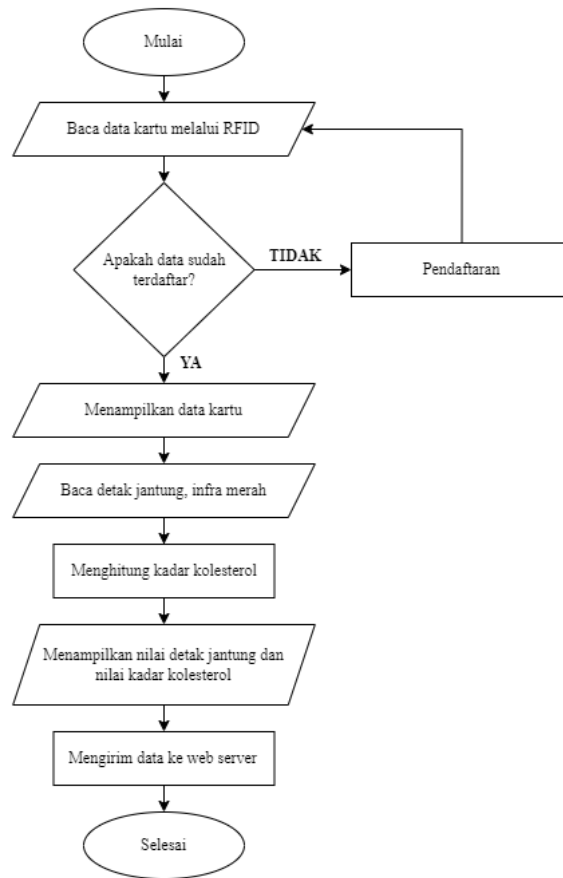 Mulai
Baca data kartu melalui RFID
Apakah data sudah
terdaftar?
TIDAK
Pendaftaran
YA
Menampilkan data kartu
Baca detak jantung, infra merah
Menghitung kadar kolesterol
Menampilkan nilai detak jantung dan
nilai kadar kolesterol
Mengirim data ke web server
Selesai